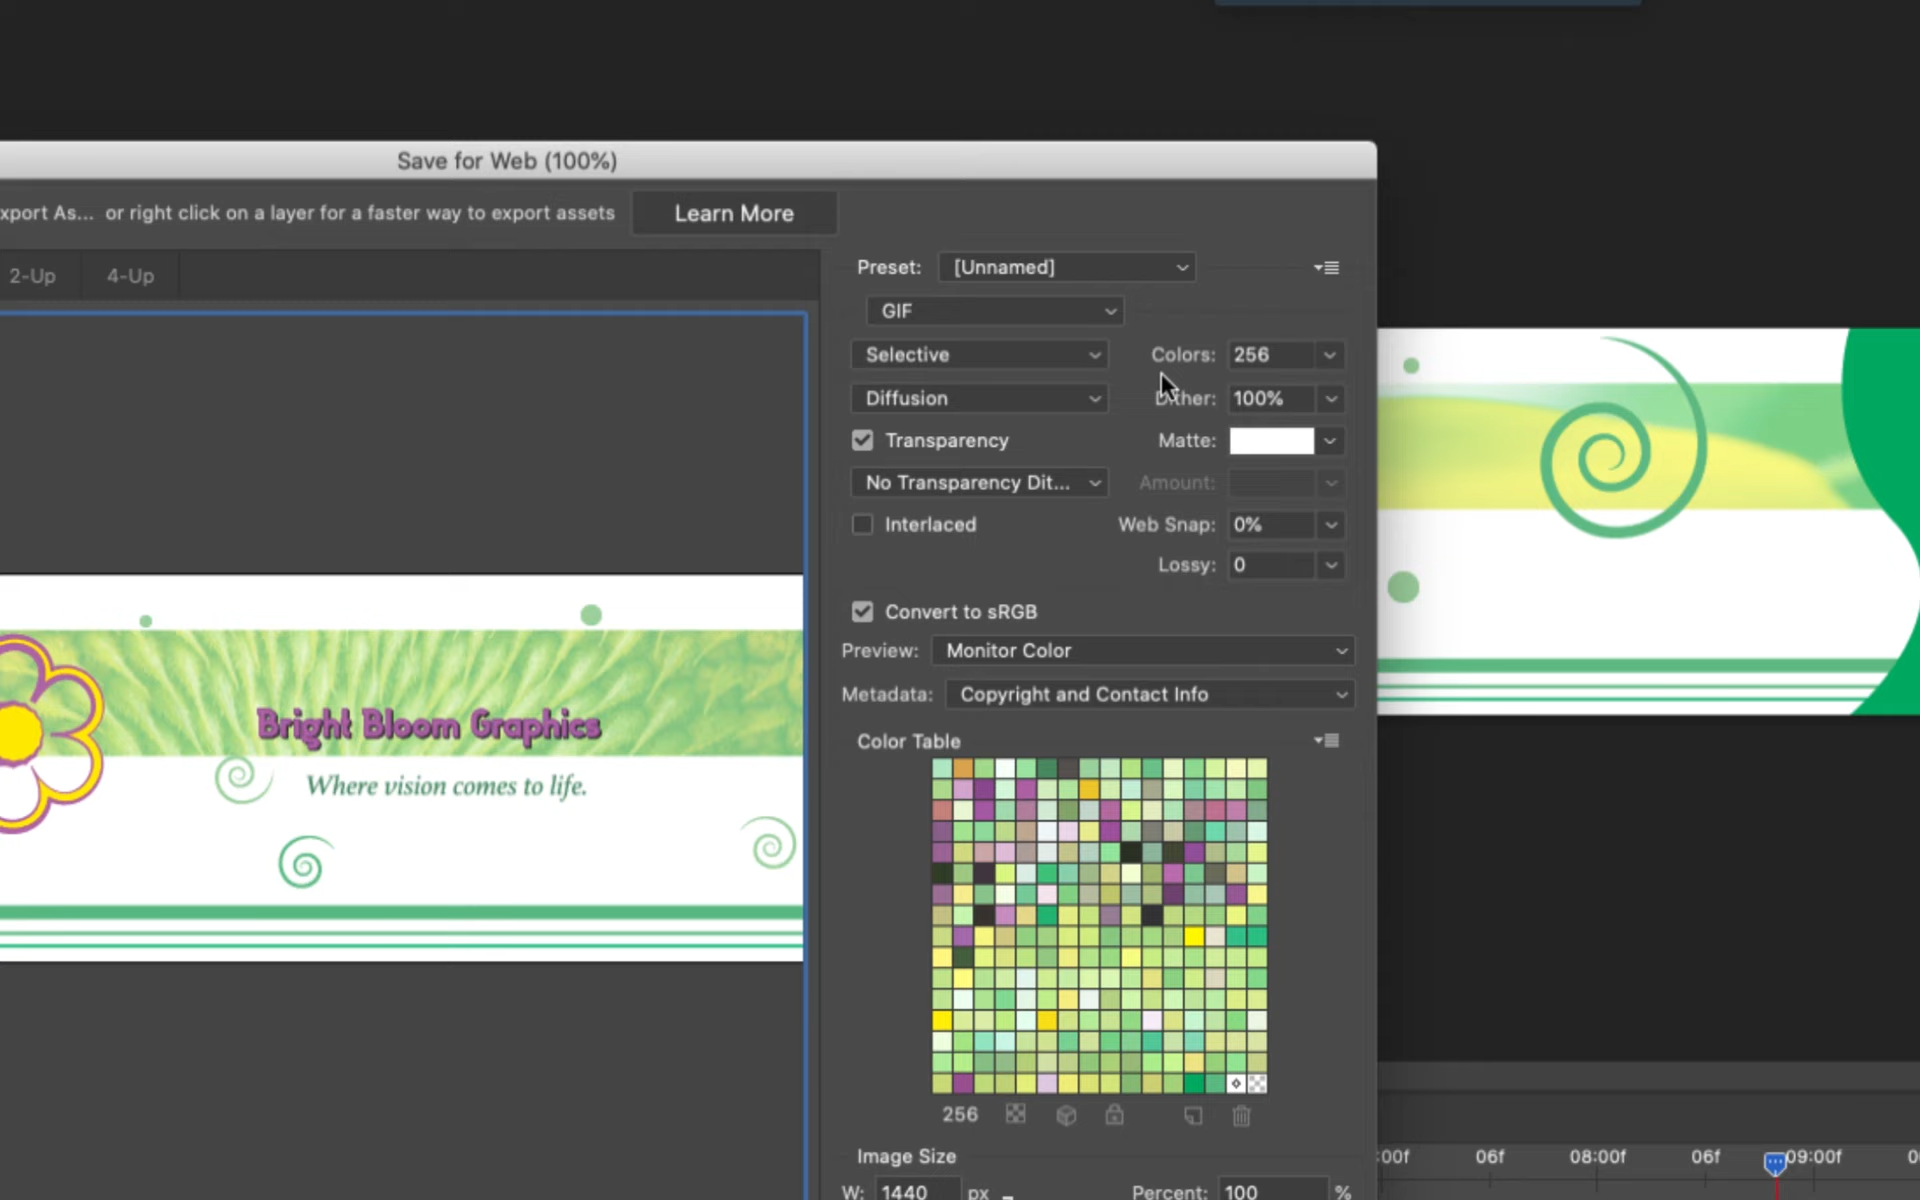 Save for Web (100%)
xport As... or right click on a layer for a faster way to export assets
Learn More
2-Up
4-Up
Preset: [Unnamed]
GIF
Selective
Colors: 256
Diffusion
Dither: 100%
Transparency
Matte:
No Transparency Dit...
Amount:
Interlaced
Web Snap: 0%
Lossy: 0
Convert to sRGB
Preview: Monitor Color
Metadata: Copyright and Contact Info
Bright Bloom Graphics
Where vision comes to life.
Color Table
256
Image Size
W: 1440 px
Percent: 100 %
:00f 06f 08:00f 06f 09:00f 0